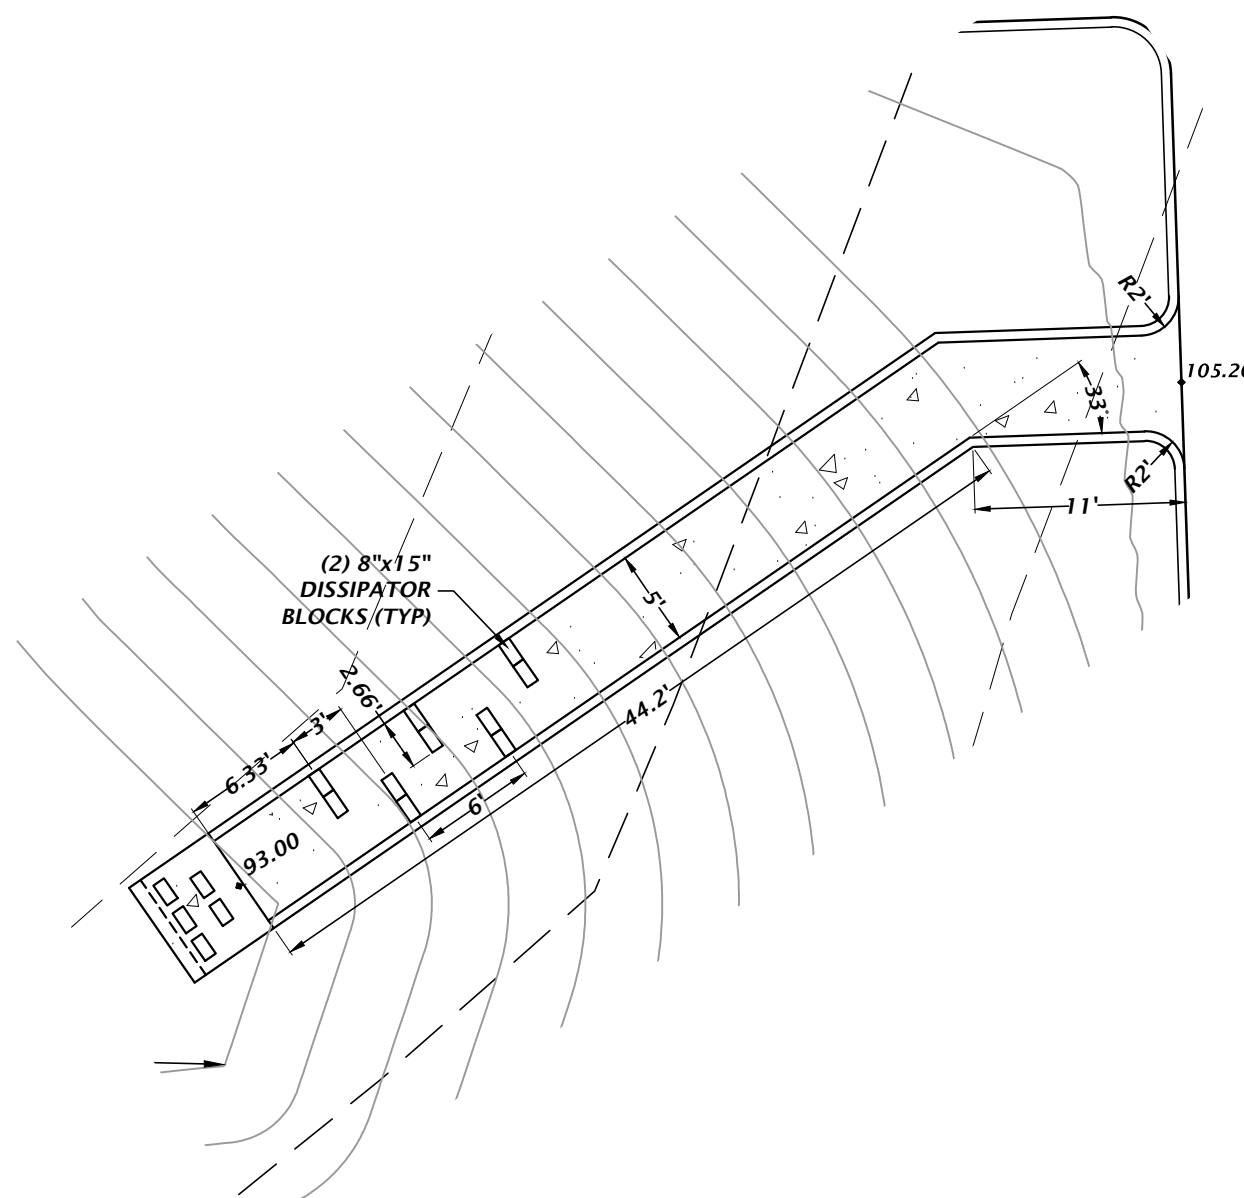 R2'
105.20
33°
R2'
11'
(2) 8"x15"
DISSIPATOR
BLOCKS (TYP)
5'
2.66'
44.2'
3'
6.33'
6'
93.00